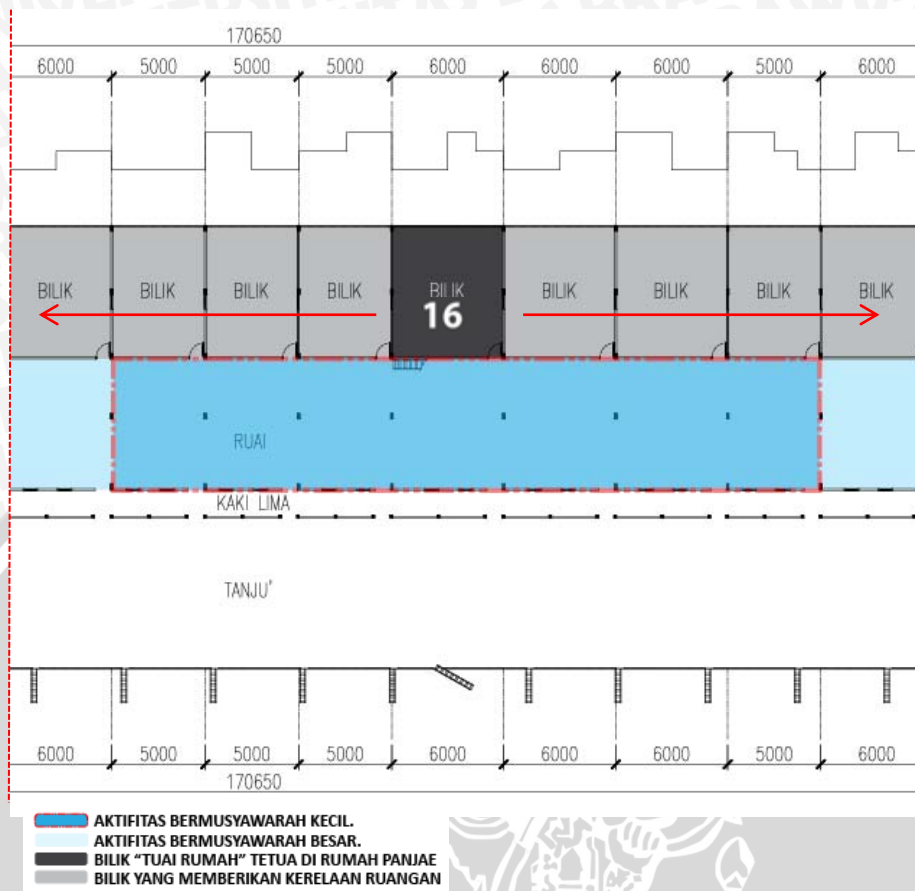 170650
6000 5000 5000 5000 6000 6000 6000 5000 6000
BILIK BILIK BILIK BILIK BILIK BILIK BILIK BILIK BILIK
16
RUAI
KAKI LIMA
TANJU'
6000 5000 5000 5000 6000 6000 6000 5000 6000
170650
AKTIFITAS BERMUSYAWARAH KECIL.
AKTIFITAS BERMUSYAWARAH BESAR.
BILIK “TUAI RUMAH” TETUA DI RUMAH PANJAE
BILIK YANG MEMBERIKAN KERELAAN RUANGAN